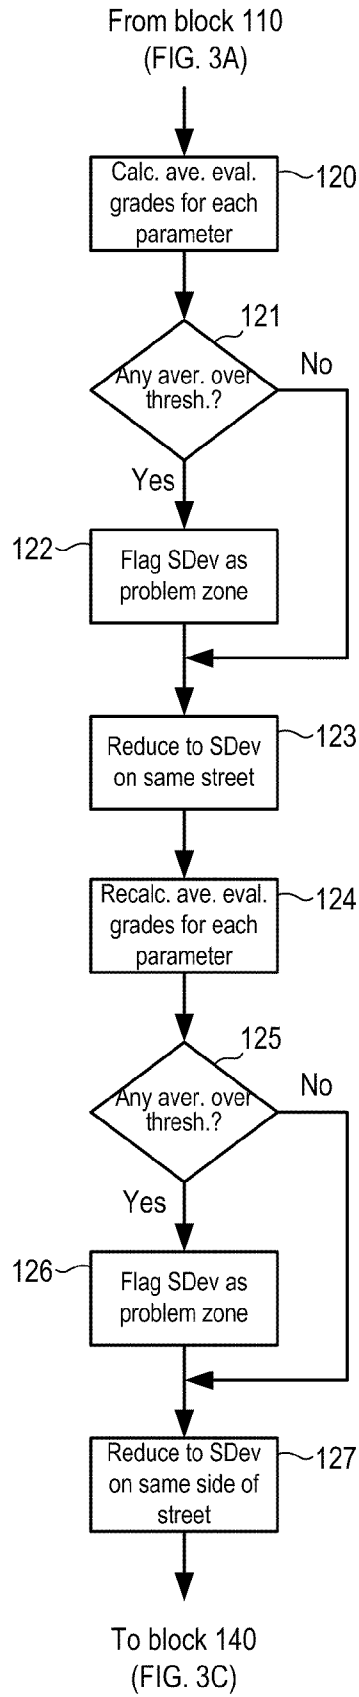 From block 110
(FIG. 3A)
Calc. ave. eval.
grades for each
parameter
120
121
Any aver. over
thresh.?
No
Yes
122
Flag SDev as
problem zone
Reduce to SDev
on same street
123
Recalc. ave. eval.
grades for each
parameter
124
125
Any aver. over
thresh.?
No
Yes
126
Flag SDev as
problem zone
Reduce to SDev
on same side of
street
127
To block 140
(FIG. 3C)